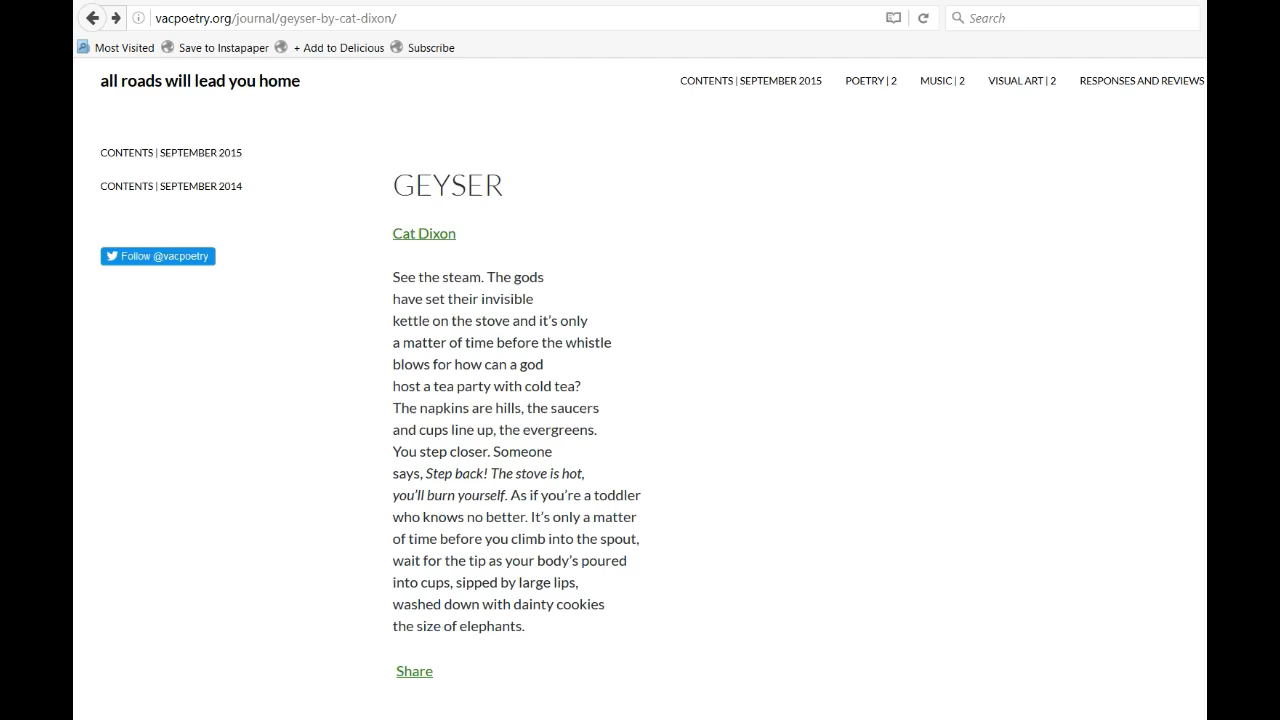 vacpoetry.org/journal/geyser-by-cat-dixon/
Search
Most Visited Save to Instapaper + Add to Delicious Subscribe
all roads will lead you home
CONTENTS | SEPTEMBER 2015 POETRY | 2 MUSIC | 2 VISUAL ART | 2 RESPONSES AND REVIEWS
CONTENTS | SEPTEMBER 2015
CONTENTS | SEPTEMBER 2014
Follow @vacpoetry
GEYSER
Cat Dixon
See the steam. The gods
have set their invisible
kettle on the stove and it’s only
a matter of time before the whistle
blows for how can a god
host a tea party with cold tea?
The napkins are hills, the saucers
and cups line up, the evergreens.
You step closer. Someone
says, Step back! The stove is hot,
you’ll burn yourself. As if you’re a toddler
who knows no better. It’s only a matter
of time before you climb into the spout,
wait for the tip as your body’s poured
into cups, sipped by large lips,
washed down with dainty cookies
the size of elephants.
Share